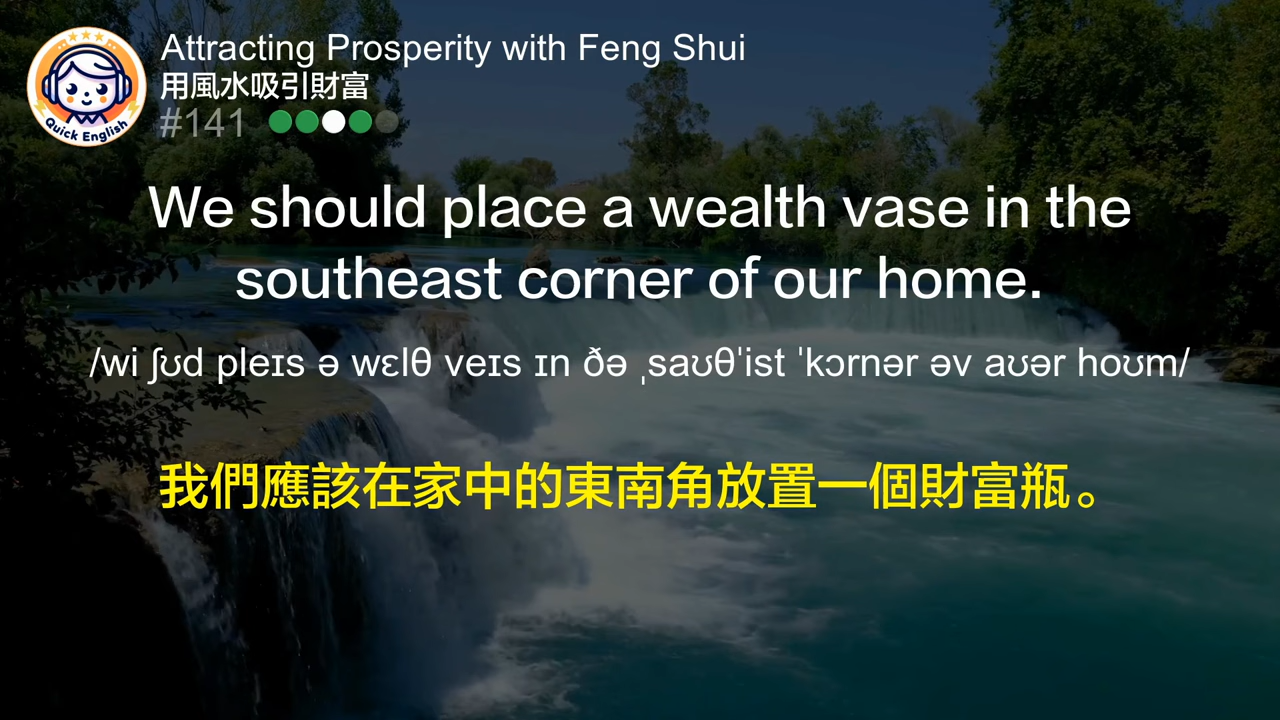 Attracting Prosperity with Feng Shui
用風水吸引財富
#141
Quick English
We should place a wealth vase in the
southeast corner of our home.
/wi ʃʊd pleɪs ə wɛlθ veɪs ɪn ðə ˌsaʊθˈist ˈkɔrnər əv aʊər hoʊm/
我們應該在家中的東南角放置一個財富瓶。